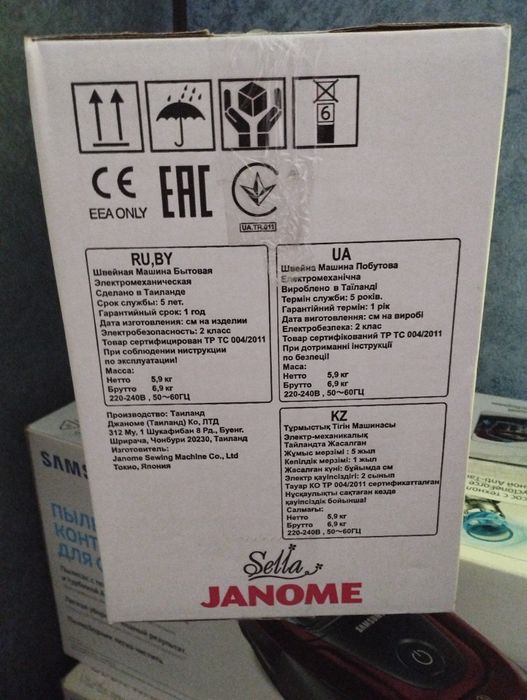 6
CE
EEA ONLY
EAC
UA.TR.011
RU,BY
Швейная Машина Бытовая
Электромеханическая
Сделано в Таиланде
Срок службы: 5 лет.
Гарантийный срок: 1 год
Дата изготовления: см на изделии
Электробезопасность: 2 класс
Товар сертифицирован ТР ТС 004/2011
При соблюдении инструкции
по эксплуатации!
Масса:
Нетто 5,9 кг
Брутто 6,9 кг
220-240В , 50～60ГЦ
Производство: Таиланд
Джаноме (Таиланд) Ко, ЛТД
312 Му, 1 Шукафибан 8 Рд., Буенг.
Шрирача, Чонбури 20230, Таиланд
Изготовитель:
Janome Sewing Machine Co., Ltd
Токио, Япония
UA
Швейна Машина Побутова
Електромеханічна
Вироблено в Таїланді
Термін служби: 5 років.
Гарантійний термін: 1 рік
Дата виготовлення: см на виробі
Електробезпека: 2 клас
Товар сертифікований ТР ТС 004/2011
При дотриманні інструкції
по безпеці!
Маса:
Нетто 5,9 кг
Брутто 6,9 кг
220-240В , 50～60ГЦ
KZ
Тұрмыстық Тігін Машинасы
Электр-механикалық
Тайландта Жасалған
Жұмыс мерзімі : 5 жыл
Кепілдік мерзімі : 1 жыл
Жасалған күні: бұйымда см
Электр қауіпсіздігі: 2 сынып
Тауар КО ТР 004/2011 сертификатталған
Нұсқаулықты сақтаған кезде
қауіпсіздік бойынша!
Салмағы:
Нетто 5,9 кг
Брутто 6,9 кг
220-240В , 50～60ГЦ
Sella
JANOME
SAMS
ПЫЛ
КОНТ
ДЛЯ
SAMSUNG